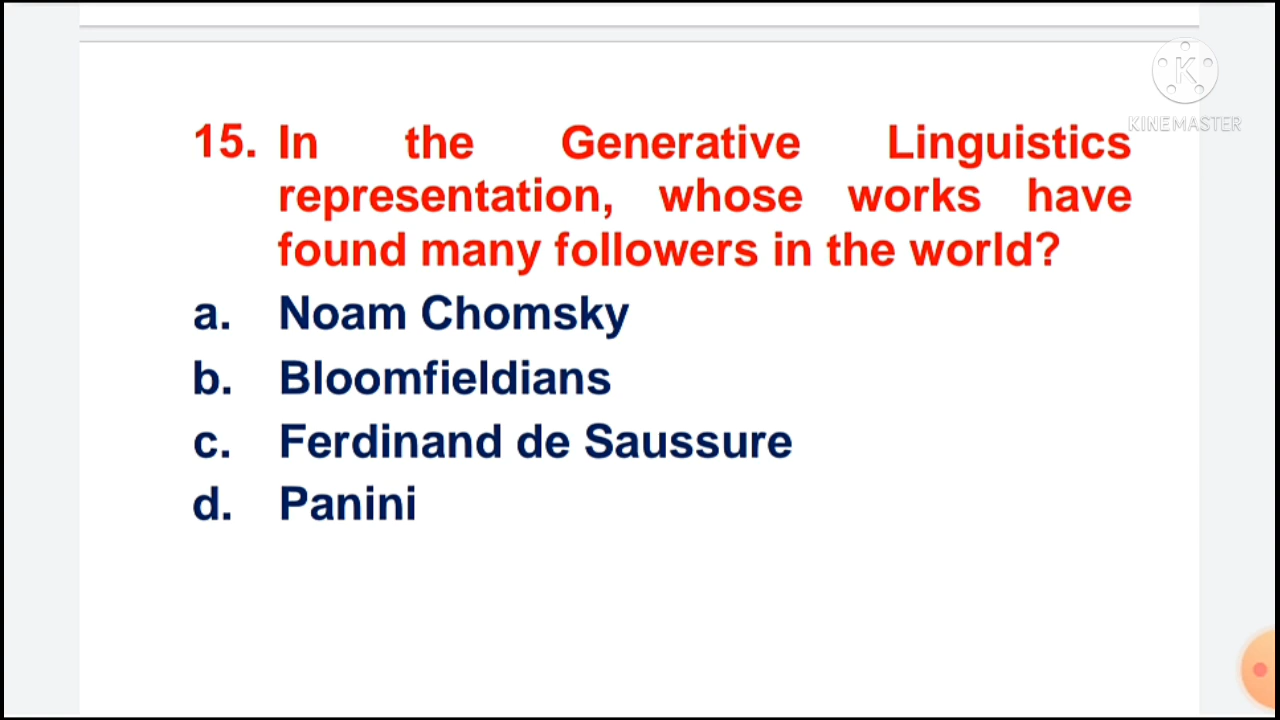 K
KINEMASTER
15. In the Generative Linguistics
representation, whose works have
found many followers in the world?
a. Noam Chomsky
b. Bloomfieldians
c. Ferdinand de Saussure
d. Panini